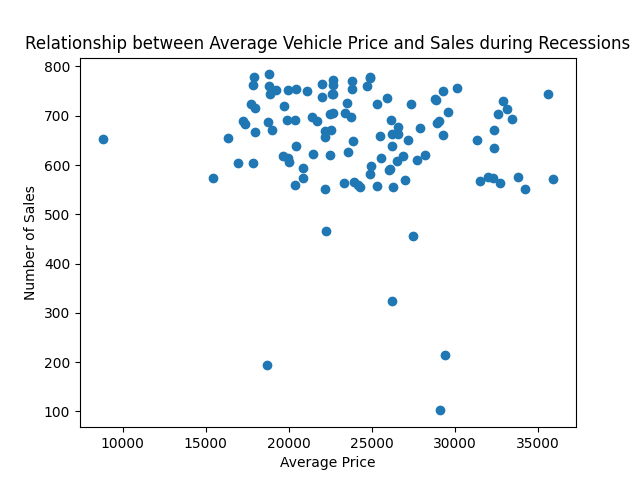 Relationship between Average Vehicle Price and Sales during Recessions
800
700
600
500
400
300
200
100
Number of Sales
10000 15000 20000 25000 30000 35000
Average Price